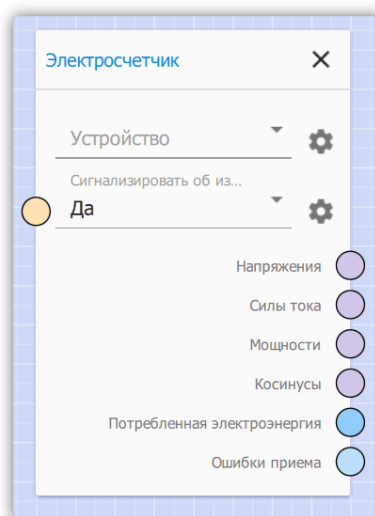 Электросчетчик
Устройство
Сигнализировать об из...
Да
Напряжения
Силы тока
Мощности
Косинусы
Потребленная электроэнергия
Ошибки приема